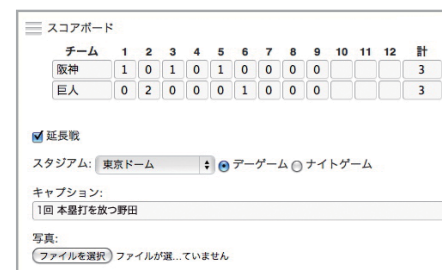 スコアボード
チーム 1 2 3 4 5 6 7 8 9 10 11 12 計
阪神 1 0 1 0 1 0 0 0 0 3
巨人 0 2 0 0 0 1 0 0 0 3
延長戦
スタジアム: 東京ドーム デーゲーム ナイトゲーム
キャプション:
1回 本塁打を放つ野田
写真:
ファイルを選択 ファイルが選...ていません